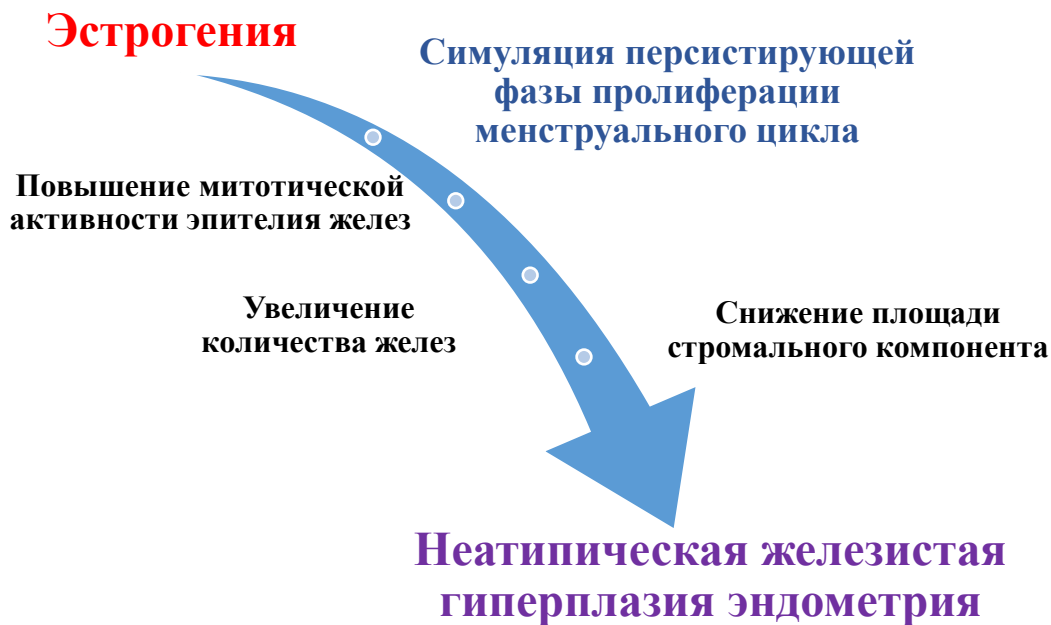 Эстрогения
Симуляция персистирующей
фазы пролиферации
менструального цикла
Повышение митотической
активности эпителия желез
Увеличение
количества желез
Снижение площади
стромального компонента
Неатипическая железистая
гиперплазия эндометрия